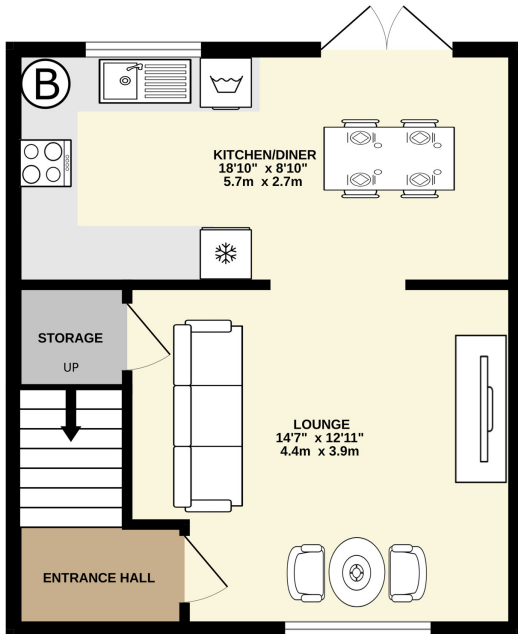 B
KITCHEN/DINER
18'10" x 8'10"
5.7m x 2.7m
STORAGE
UP
LOUNGE
14'7" x 12'11"
4.4m x 3.9m
ENTRANCE HALL